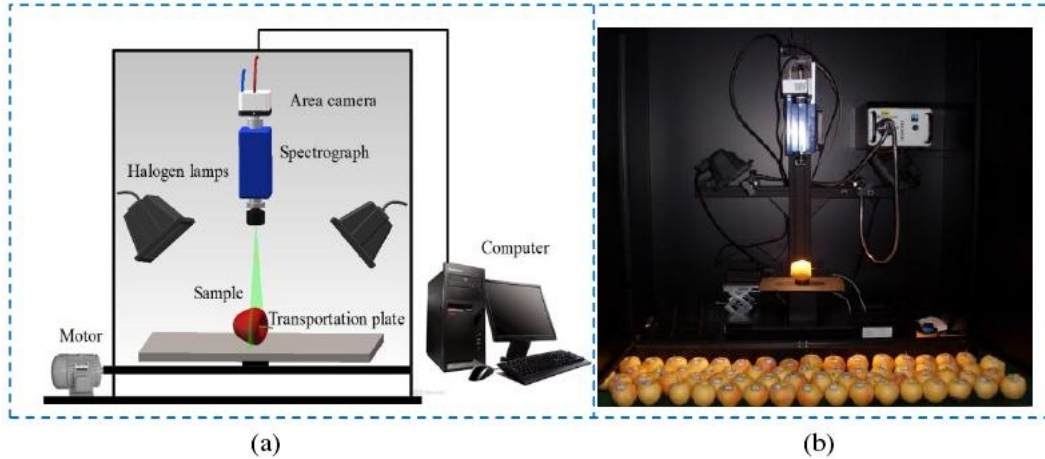 Area camera
Spectrograph
Halogen lamps
Computer
Sample
Transportation plate
Motor
(a)
(b)